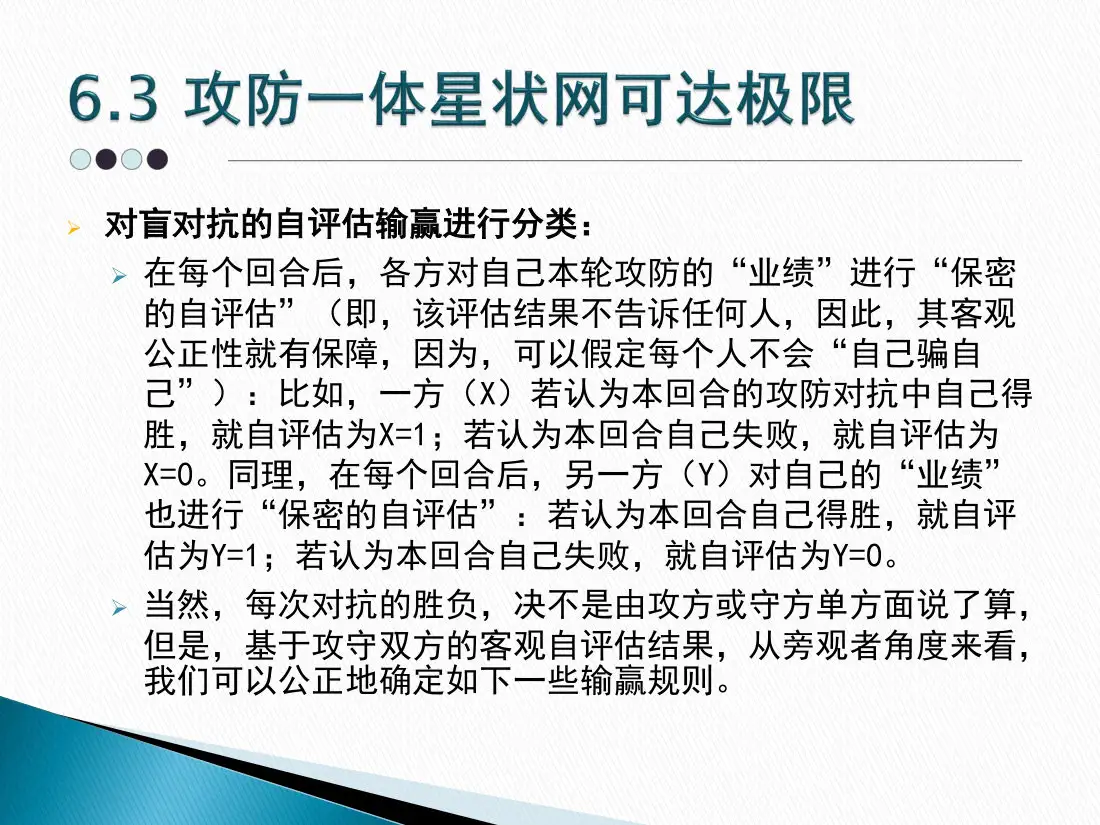 6.3 攻防一体星状网可达极限
对盲对抗的自评估输赢进行分类：
在每个回合后，各方对自己本轮攻防的“业绩”进行“保密
的自评估”（即，该评估结果不告诉任何人，因此，其客观
公正性就有保障，因为，可以假定每个人不会“自己骗自
己”）：比如，一方（X）若认为本回合的攻防对抗中自己得
胜，就自评估为X=1；若认为本回合自己失败，就自评估为
X=0。同理，在每个回合后，另一方（Y）对自己的“业绩”
也进行“保密的自评估”：若认为本回合自己得胜，就自评
估为Y=1；若认为本回合自己失败，就自评估为Y=0。
当然，每次对抗的胜负，决不是由攻方或守方单方面说了算，
但是，基于攻守双方的客观自评估结果，从旁观者角度来看，
我们可以公正地确定如下一些输赢规则。